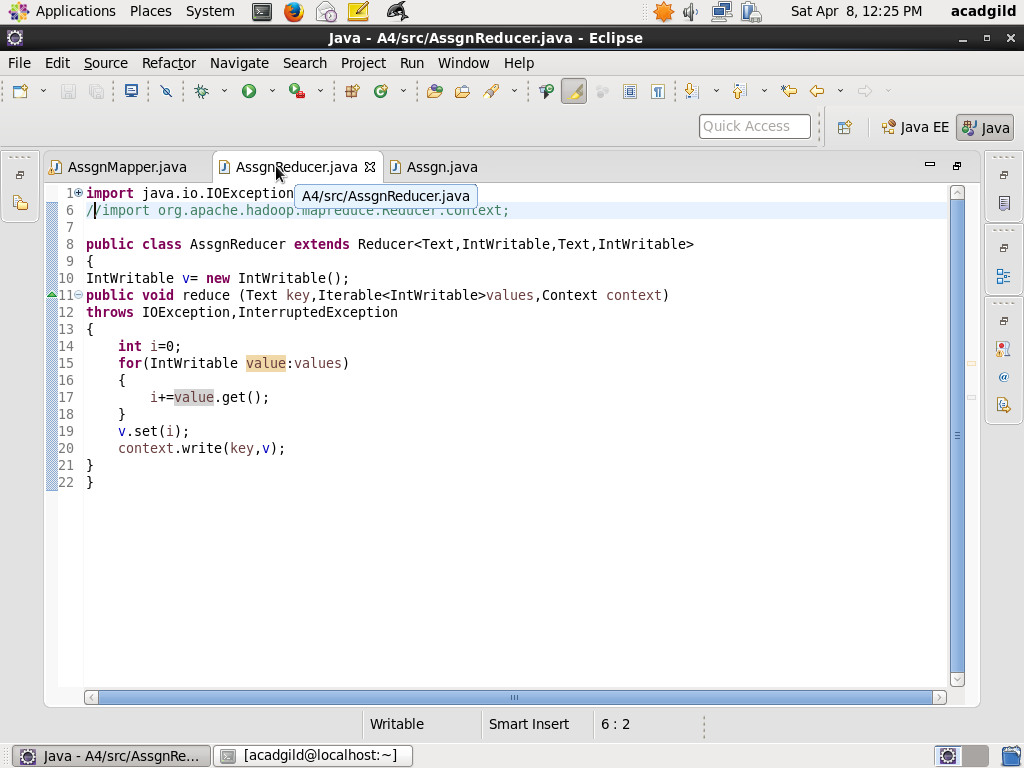 Applications Places System Sat Apr 8, 12:25 PM acadgild
Java - A4/src/AssgnReducer.java - Eclipse
File Edit Source Refactor Navigate Search Project Run Window Help
Quick Access Java EE Java
AssgnMapper.java AssgnReducer.java Assgn.java
1 import java.io.IOException
A4/src/AssgnReducer.java
6 //import org.apache.hadoop.mapreduce.Reducer.Context;
7
8 public class AssgnReducer extends Reducer<Text,IntWritable,Text,IntWritable>
9 {
10 IntWritable v= new IntWritable();
11 public void reduce (Text key,Iterable<IntWritable>values,Context context)
12 throws IOException,InterruptedException
13 {
14 int i=0;
15 for(IntWritable value:values)
16 {
17 i+=value.get();
18 }
19 v.set(i);
20 context.write(key,v);
21 }
22 }
Writable Smart Insert 6 : 2
Java - A4/src/AssgnRe... [acadgild@localhost:~]